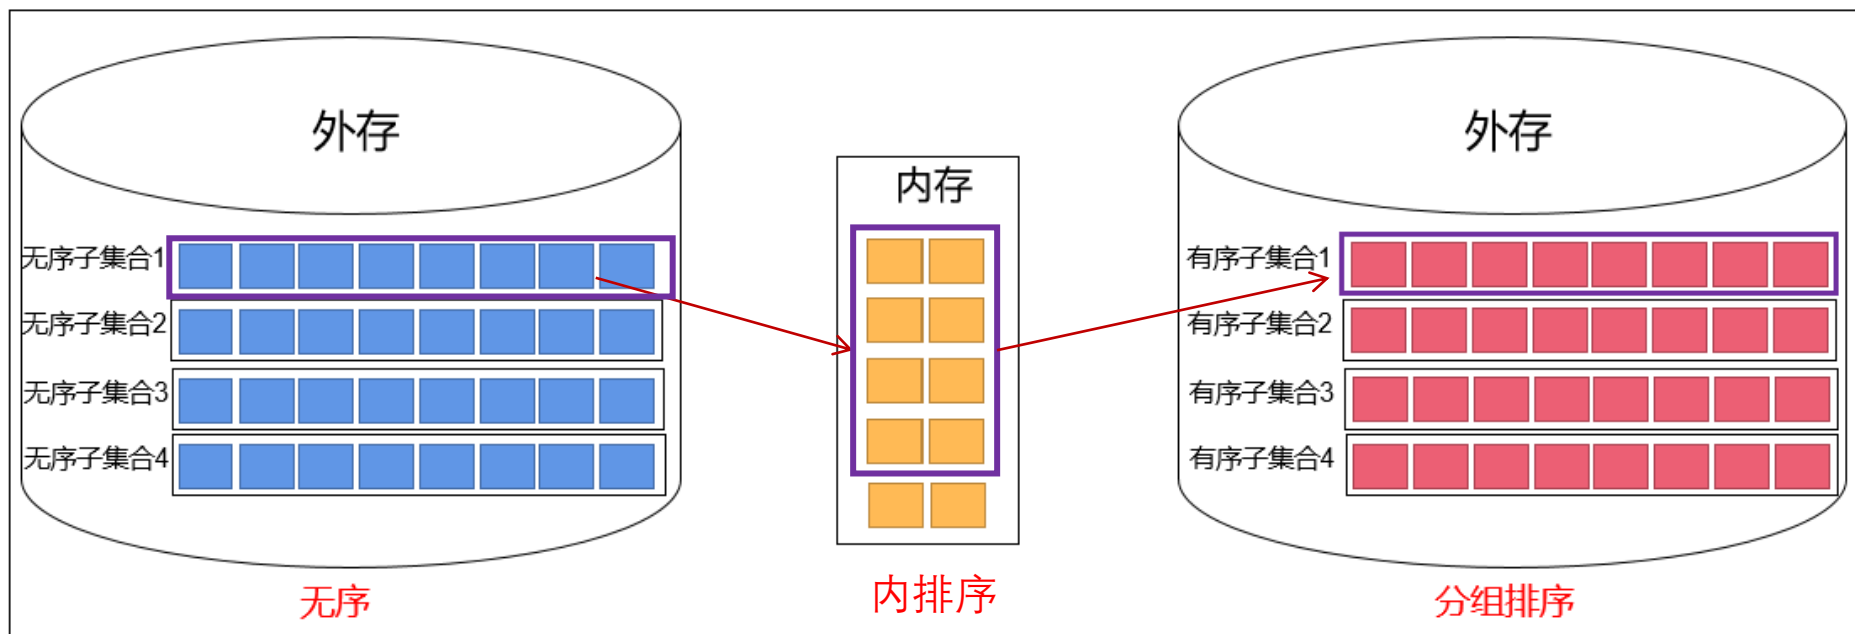 外存
无序子集合1
无序子集合2
无序子集合3
无序子集合4
无序
内存
内排序
外存
有序子集合1
有序子集合2
有序子集合3
有序子集合4
分组排序